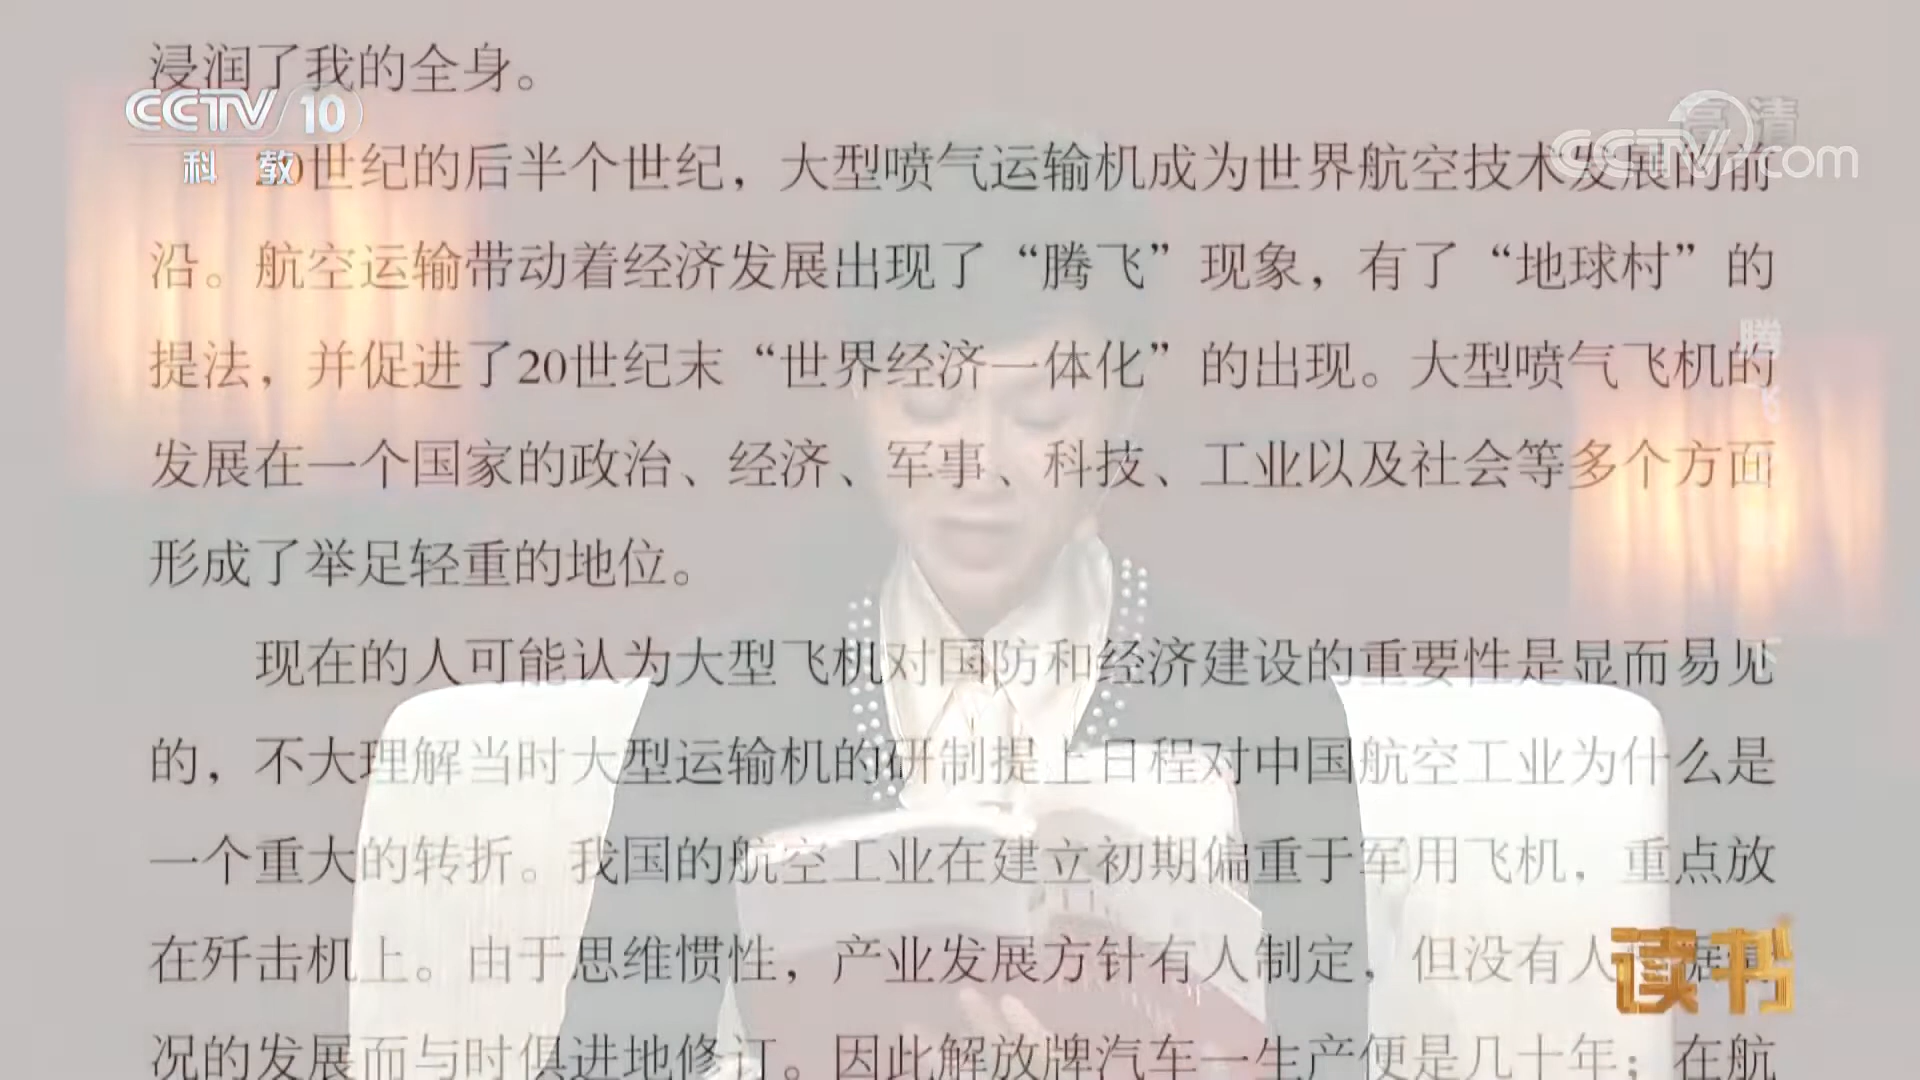 浸润了我的全身。
CCTV 10
科 教
高清
CCTV.com
20世纪的后半个世纪，大型喷气运输机成为世界航空技术发展的前
沿。航空运输带动着经济发展出现了“腾飞”现象，有了“地球村”的
提法，并促进了20世纪末“世界经济一体化”的出现。大型喷气飞机的
发展在一个国家的政治、经济、军事、科技、工业以及社会等多个方面
形成了举足轻重的地位。
现在的人可能认为大型飞机对国防和经济建设的重要性是显而易见
的，不大理解当时大型运输机的研制提上日程对中国航空工业为什么是
一个重大的转折。我国的航空工业在建立初期偏重于军用飞机，重点放
在歼击机上。由于思维惯性，产业发展方针有人制定，但没有人
况的发展而与时俱进地修订。因此解放牌汽车一生产便是几十年；在航
腾飞
下
读书